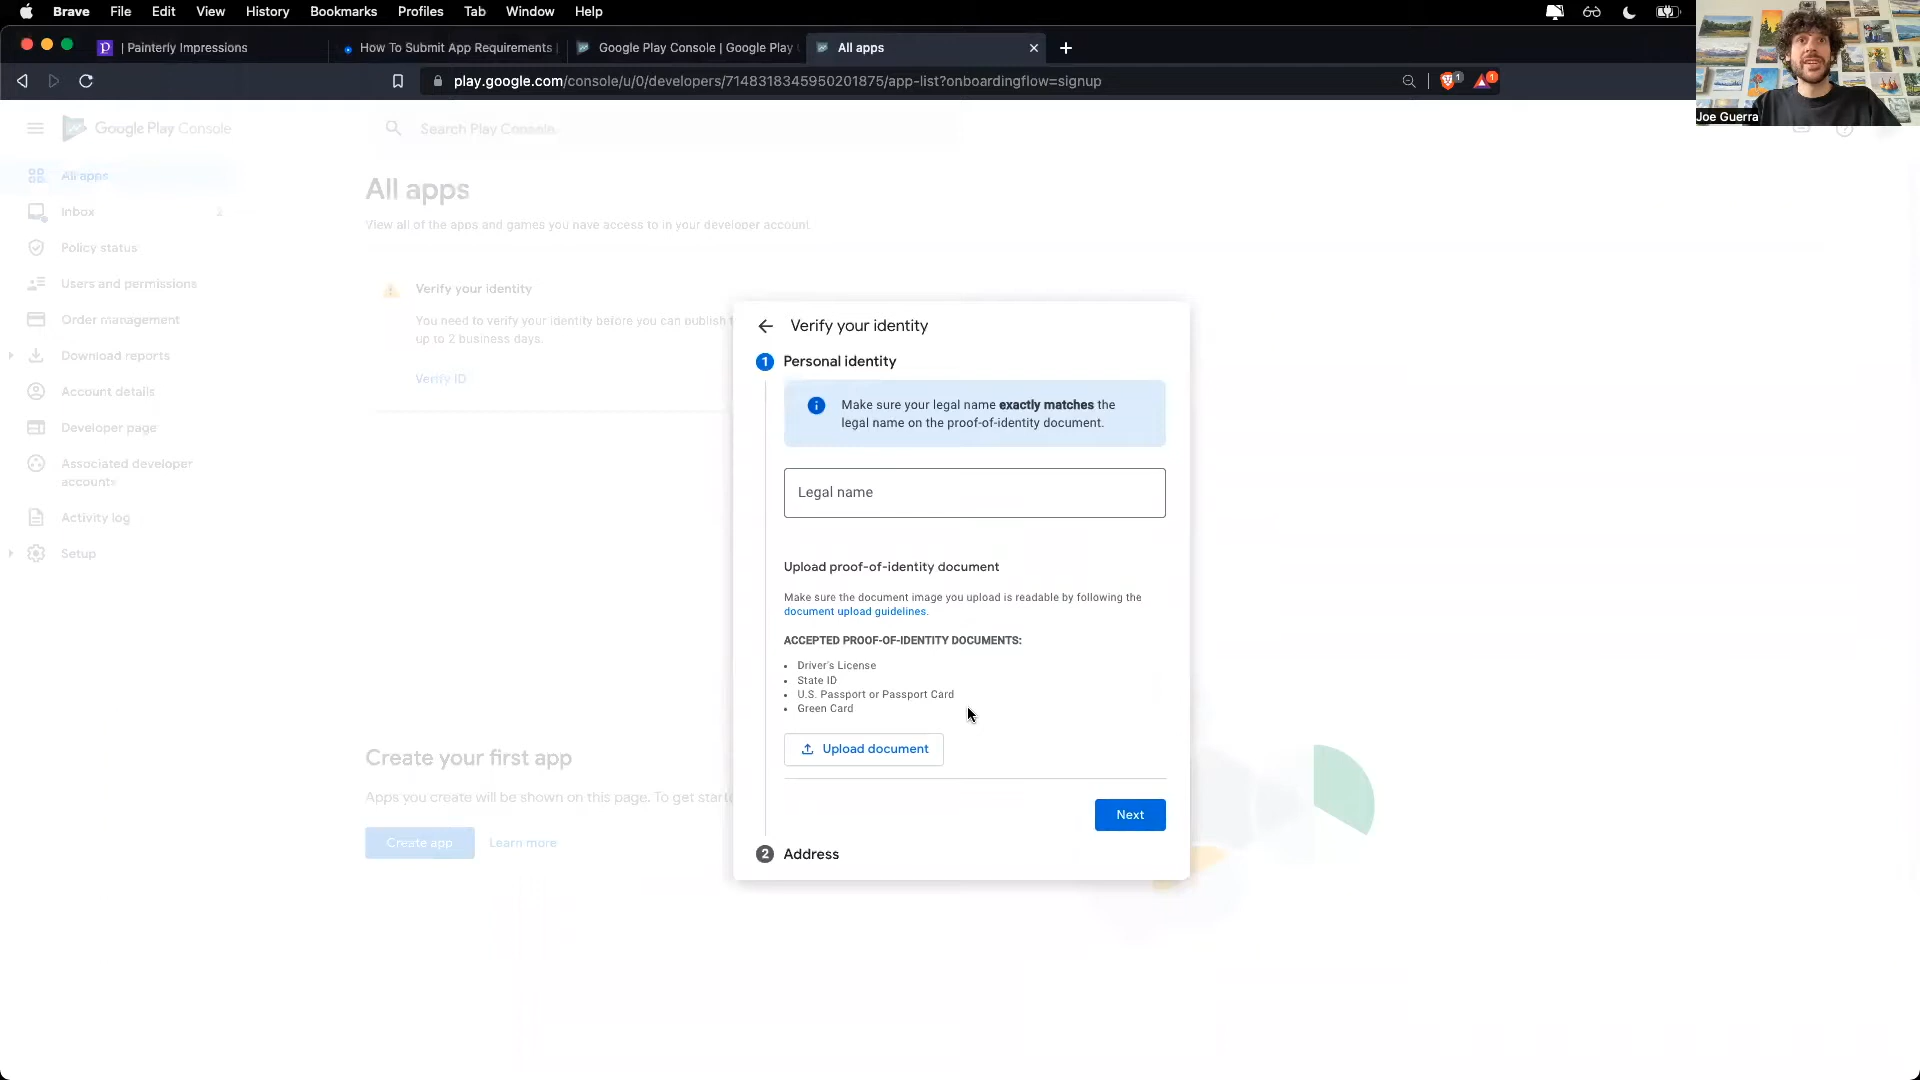 Brave File Edit View History Bookmarks Profiles Tab Window Help
| Painterly Impressions
How To Submit App Requirements
Google Play Console | Google Play
All apps
play.google.com/console/u/0/developers/7148318345950201875/app-list?onboardingflow=signup
1
1
Joe Guerra
Google Play Console
Search Play Console
All apps
Inbox
2
Policy status
Users and permissions
Order management
Download reports
Account details
Developer page
Associated developer
accounts
Activity log
Setup
All apps
View all of the apps and games you have access to in your developer account
Verify your identity
You need to verify your identity before you can publish
up to 2 business days.
Verify ID
Create your first app
Apps you create will be shown on this page. To get
Create app
Learn more
Verify your identity
1 Personal identity
Make sure your legal name exactly matches the
legal name on the proof-of-identity document.
Legal name
Upload proof-of-identity document
Make sure the document image you upload is readable by following the
document upload guidelines.
ACCEPTED PROOF-OF-IDENTITY DOCUMENTS:
• Driver's License
• State ID
• U.S. Passport or Passport Card
• Green Card
Upload document
Next
2 Address